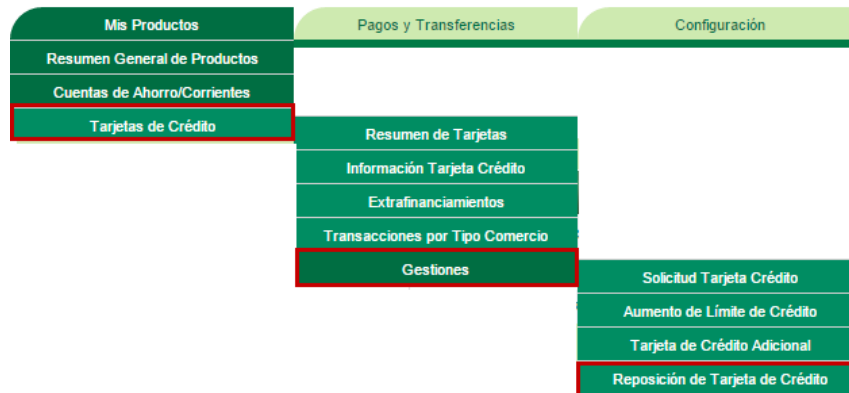 Mis Productos
Pagos y Transferencias
Configuración
Resumen General de Productos
Cuentas de Ahorro/Corrientes
Tarjetas de Crédito
Resumen de Tarjetas
Información Tarjeta Crédito
Extrafinanciamientos
Transacciones por Tipo Comercio
Gestiones
Solicitud Tarjeta Crédito
Aumento de Límite de Crédito
Tarjeta de Crédito Adicional
Reposición de Tarjeta de Crédito